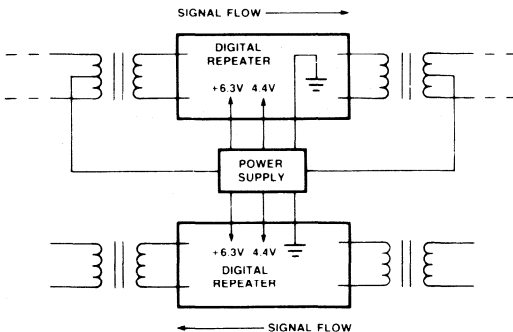 SIGNAL FLOW
DIGITAL
REPEATER
+6.3V 4.4V
POWER
SUPPLY
+6.3V 4.4V
DIGITAL
REPEATER
SIGNAL FLOW